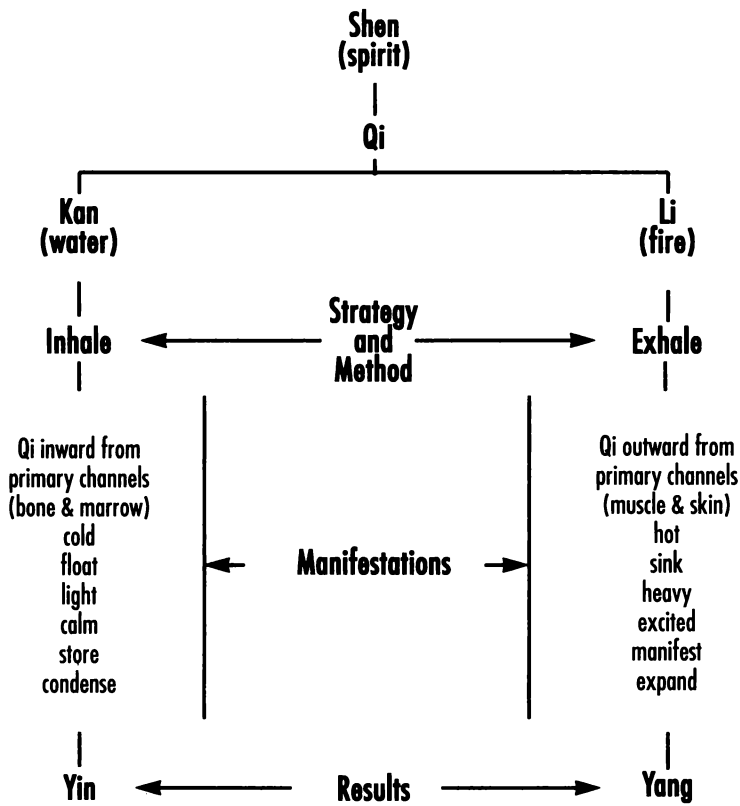 Shen
(spirit)
Qi
Kan
(water)
Li
(fire)
Strategy
and
Method
Inhale
Exhale
Qi inward from
primary channels
(bone & marrow)
cold
float
light
calm
store
condense
Manifestations
Qi outward from
primary channels
(muscle & skin)
hot
sink
heavy
excited
manifest
expand
Yin
Results
Yang